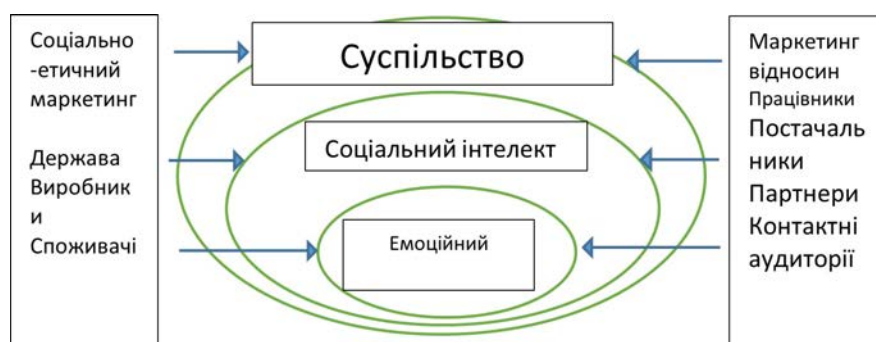 Соціально
-етичний
маркетинг
Держава
Виробник
и
Споживачі
Суспільство
Соціальний інтелект
Емоційний
Маркетинг
відносин
Працівники
Постачаль
ники
Партнери
Контактні
аудиторії